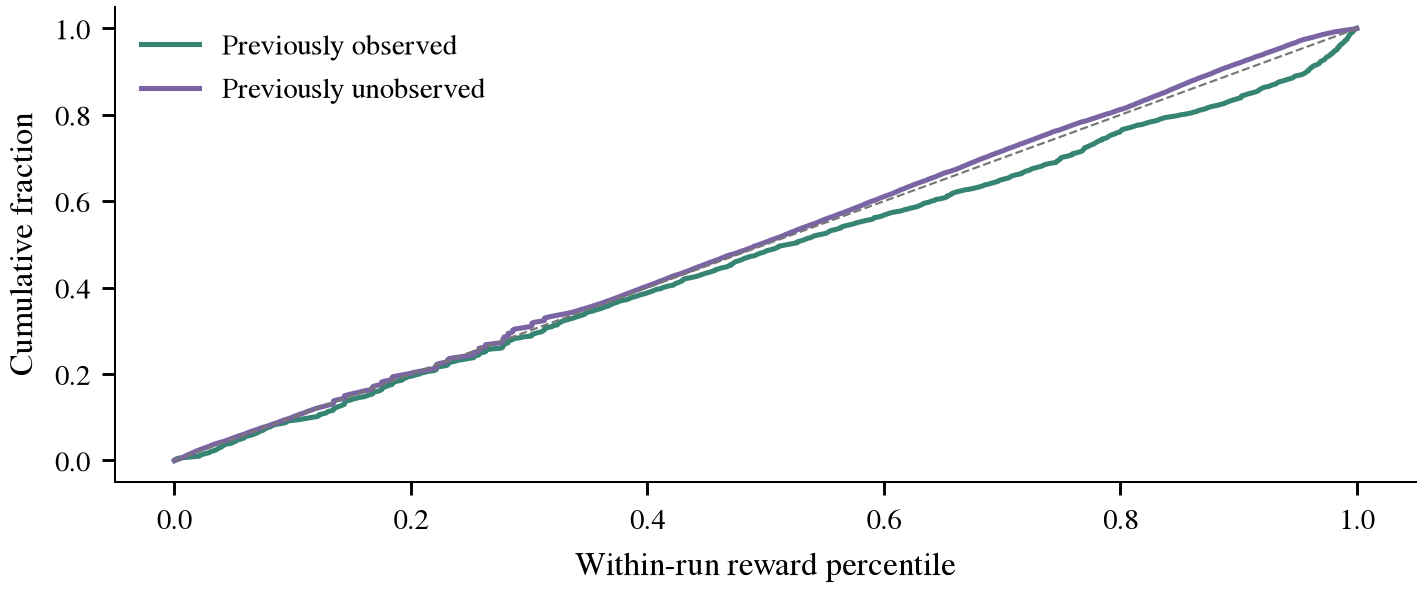 1.0
0.8
0.6
0.4
0.2
0.0
Cumulative fraction
Previously observed
Previously unobserved
0.0 0.2 0.4 0.6 0.8 1.0
Within-run reward percentile